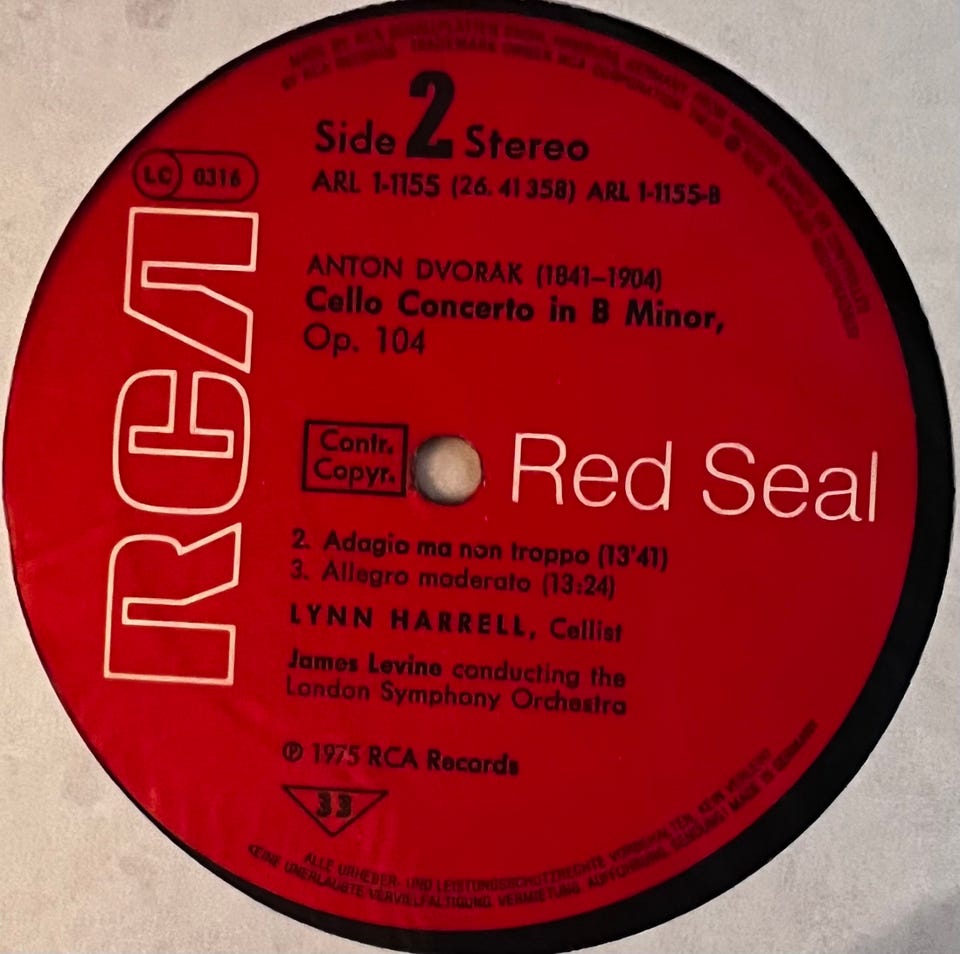 Side 2 Stereo
ARL 1-1155 (26.41358) ARL 1-1155-B
LC 0316
RCA
ANTON DVORAK (1841–1904)
Cello Concerto in B Minor,
Op. 104
Contr.
Copyr.
Red Seal
2. Adagio ma non troppo (13'41)
3. Allegro moderato (13:24)
LYNN HARRELL, Cellist
James Levine conducting the
London Symphony Orchestra
℗ 1975 RCA Records
33
ALLE URHEBER- UND LEISTUNGSSCHUTZRECHTE VORBEHALTEN. KEIN VERLEIH!
KEINE UNERLAUBTE VERVIELFÄLTIGUNG, VERMIETUNG, AUFFÜHRUNG, SENDUNG! MADE IN GERMANY